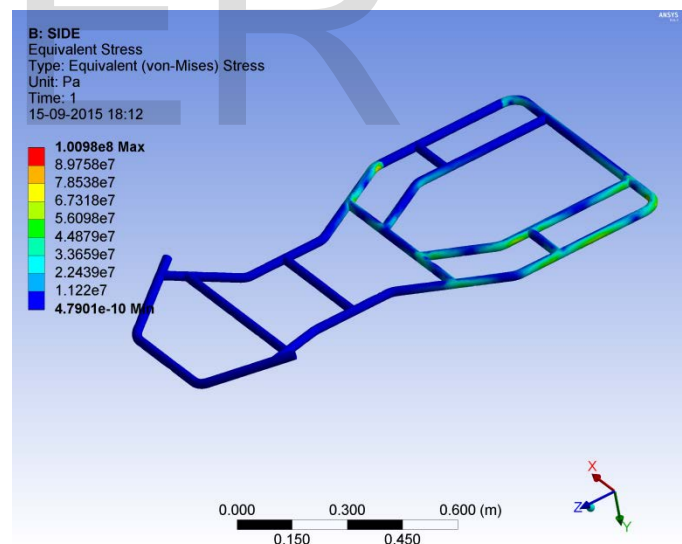 ER
ANSYS
B: SIDE
Equivalent Stress
Type: Equivalent (von-Mises) Stress
Unit: Pa
Time: 1
15-09-2015 18:12
1.0098e8 Max
8.9758e7
7.8538e7
6.7318e7
5.6098e7
4.4879e7
3.3659e7
2.2439e7
1.122e7
4.7901e-10 Min
X
Z
Y
0.000 0.300 0.600 (m)
0.150 0.450